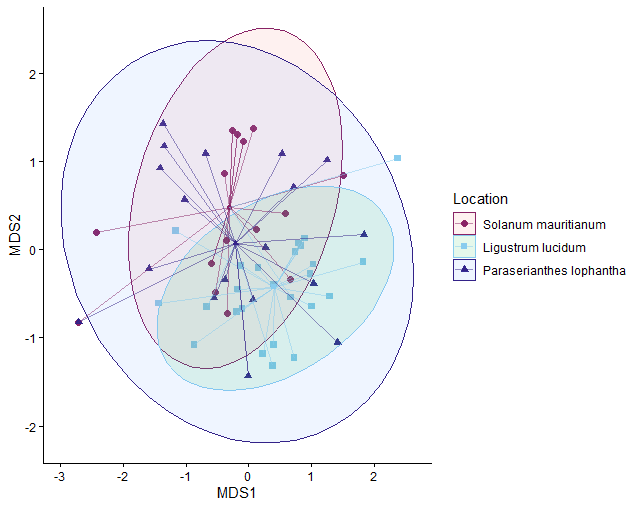 MDS2
2
1
0
-1
-2
-3
-2
-1
0
1
2
MDS1
Location
Solanum mauritianum
Ligustrum lucidum
Paraserianthes lophantha